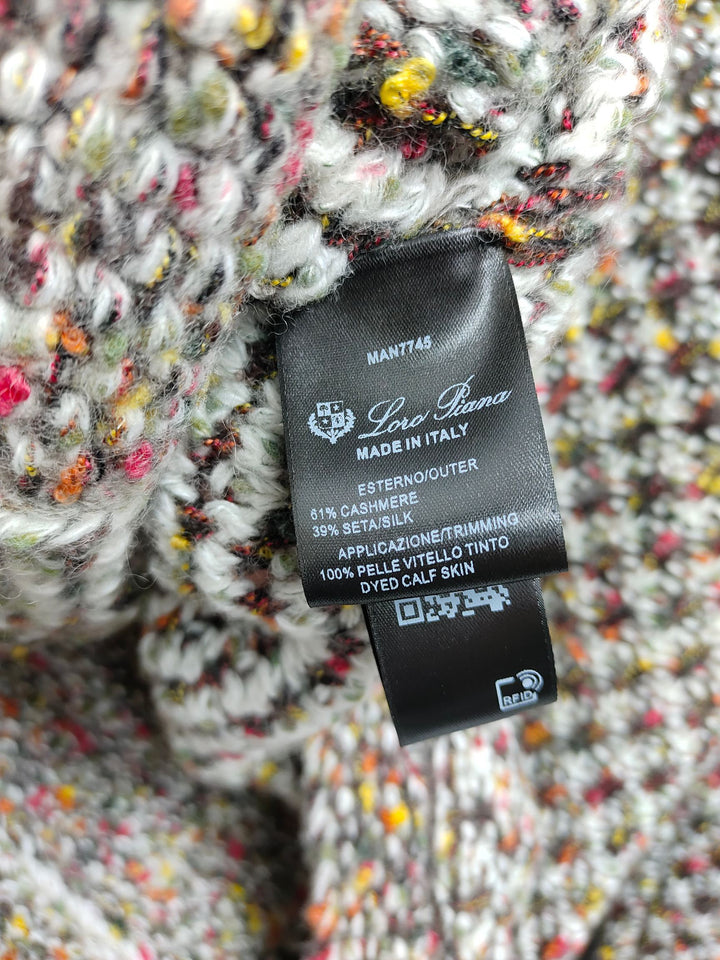 MAN7745
Loro Piana
MADE IN ITALY
ESTERNO/OUTER
61% CASHMERE
39% SETA/SILK
APPLICAZIONE/TRIMMING
100% PELLE VITELLO TINTO
DYED CALF SKIN
RFID